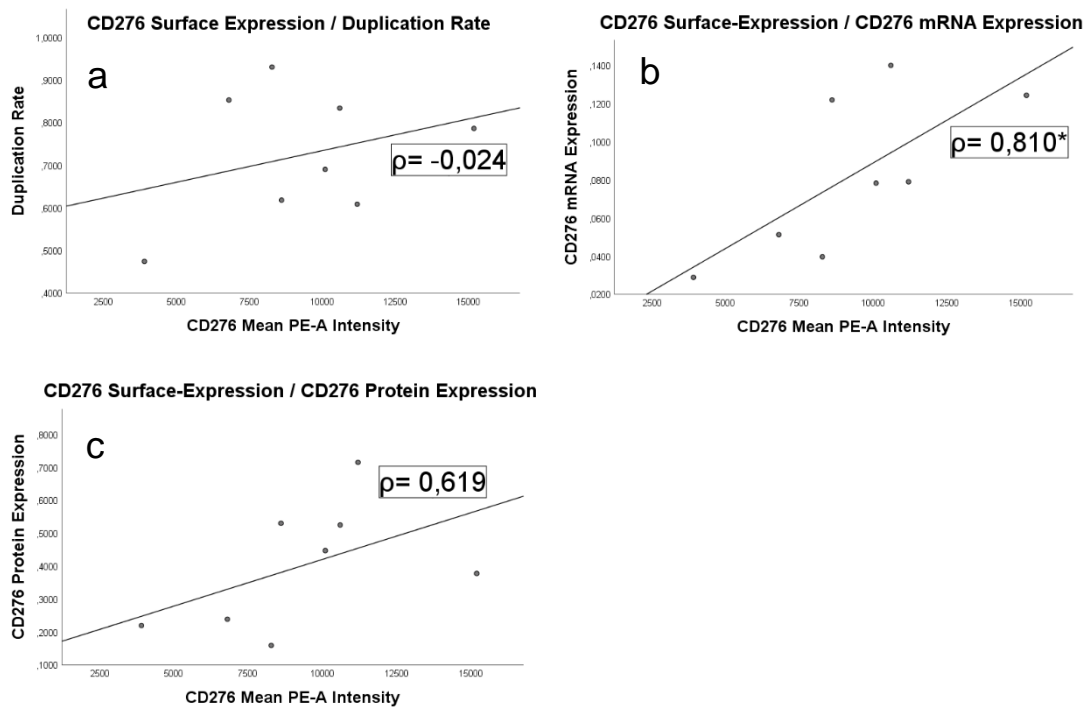 CD276 Surface Expression / Duplication Rate
a
Duplication Rate
1,0000
,9000
,8000
,7000
,6000
,5000
,4000
ρ= -0,024
2500 5000 7500 10000 12500 15000
CD276 Mean PE-A Intensity
CD276 Surface-Expression / CD276 mRNA Expression
b
CD276 mRNA Expression
,1400
,1200
,1000
,0800
,0600
,0400
,0200
ρ= 0,810*
2500 5000 7500 10000 12500 15000
CD276 Mean PE-A Intensity
CD276 Surface-Expression / CD276 Protein Expression
c
CD276 Protein Expression
,8000
,7000
,6000
,5000
,4000
,3000
,2000
,1000
ρ= 0,619
2500 5000 7500 10000 12500 15000
CD276 Mean PE-A Intensity